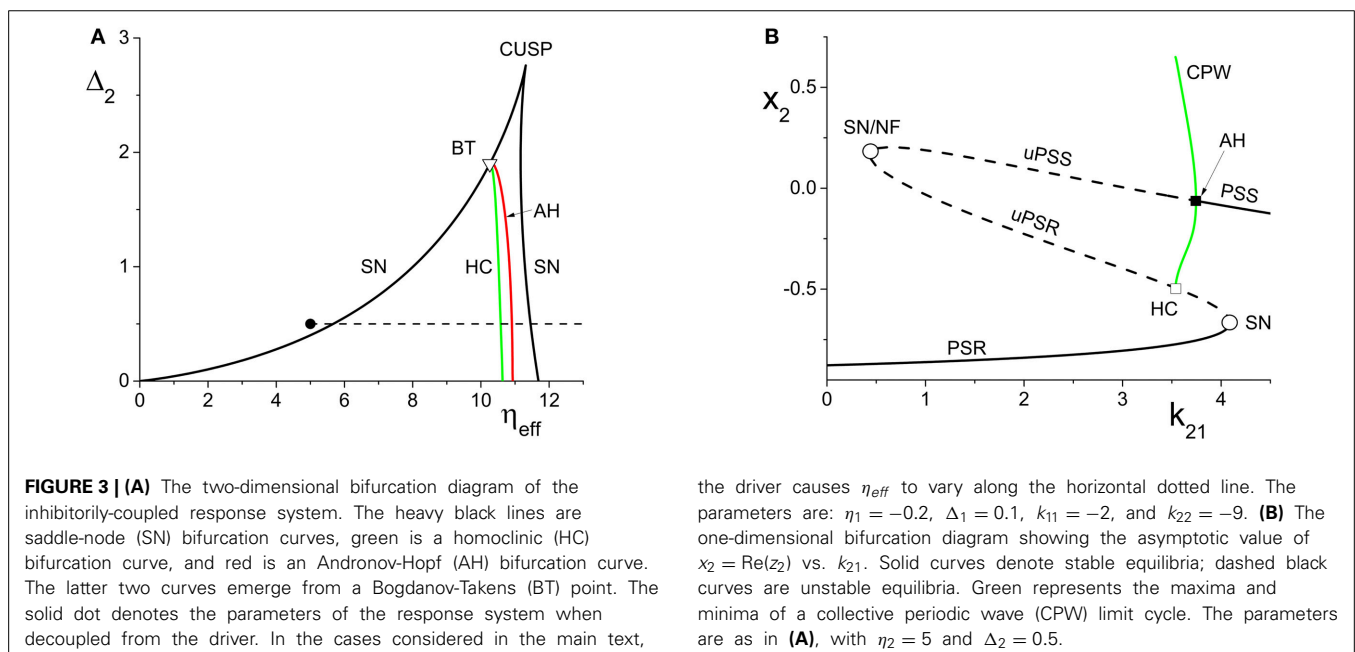 A
3
Δ₂
2
1
0
0
2
4
6
8
10
12
η_eff
CUSP
BT
AH
SN
HC
SN
B
0.5
X₂
0.0
-0.5
0
1
2
3
4
k₂₁
CPW
SN/NF
AH
uPSS
PSS
uPSR
HC
SN
PSR
FIGURE 3 | (A) The two-dimensional bifurcation diagram of the
inhibitorily-coupled response system. The heavy black lines are
saddle-node (SN) bifurcation curves, green is a homoclinic (HC)
bifurcation curve, and red is an Andronov-Hopf (AH) bifurcation curve.
The latter two curves emerge from a Bogdanov-Takens (BT) point. The
solid dot denotes the parameters of the response system when
decoupled from the driver. In the cases considered in the main text,
the driver causes η_eff to vary along the horizontal dotted line. The
parameters are: η₁ = −0.2, Δ₁ = 0.1, k₁₁ = −2, and k₂₂ = −9. (B) The
one-dimensional bifurcation diagram showing the asymptotic value of
x₂ = Re(z₂) vs. k₂₁. Solid curves denote stable equilibria; dashed black
curves are unstable equilibria. Green represents the maxima and
minima of a collective periodic wave (CPW) limit cycle. The parameters
are as in (A), with η₂ = 5 and Δ₂ = 0.5.